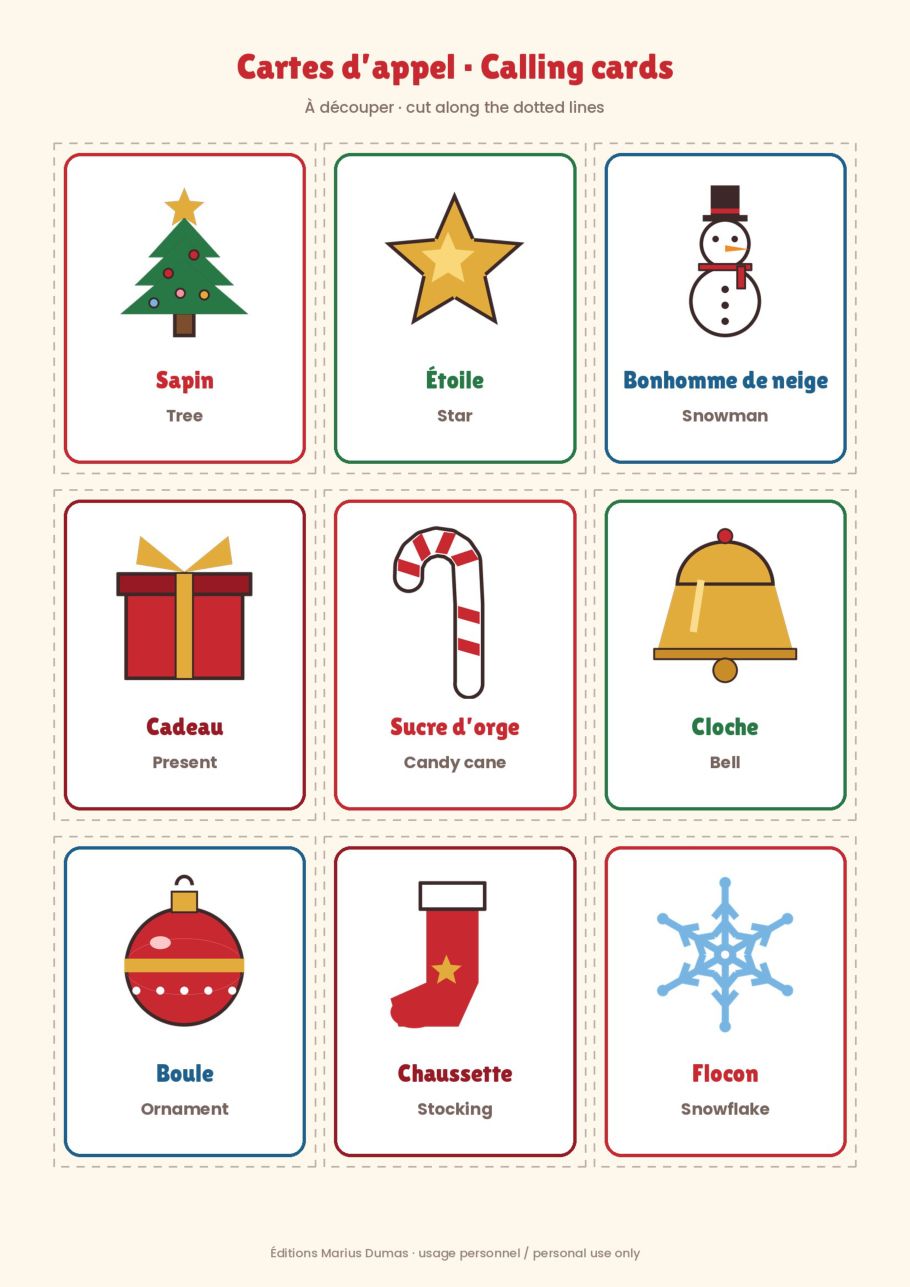 Cartes d'appel · Calling cards
À découper · cut along the dotted lines
Sapin
Tree
Étoile
Star
Bonhomme de neige
Snowman
Cadeau
Present
Sucre d'orge
Candy cane
Cloche
Bell
Boule
Ornament
Chaussette
Stocking
Flocon
Snowflake
Éditions Marius Dumas · usage personnel / personal use only